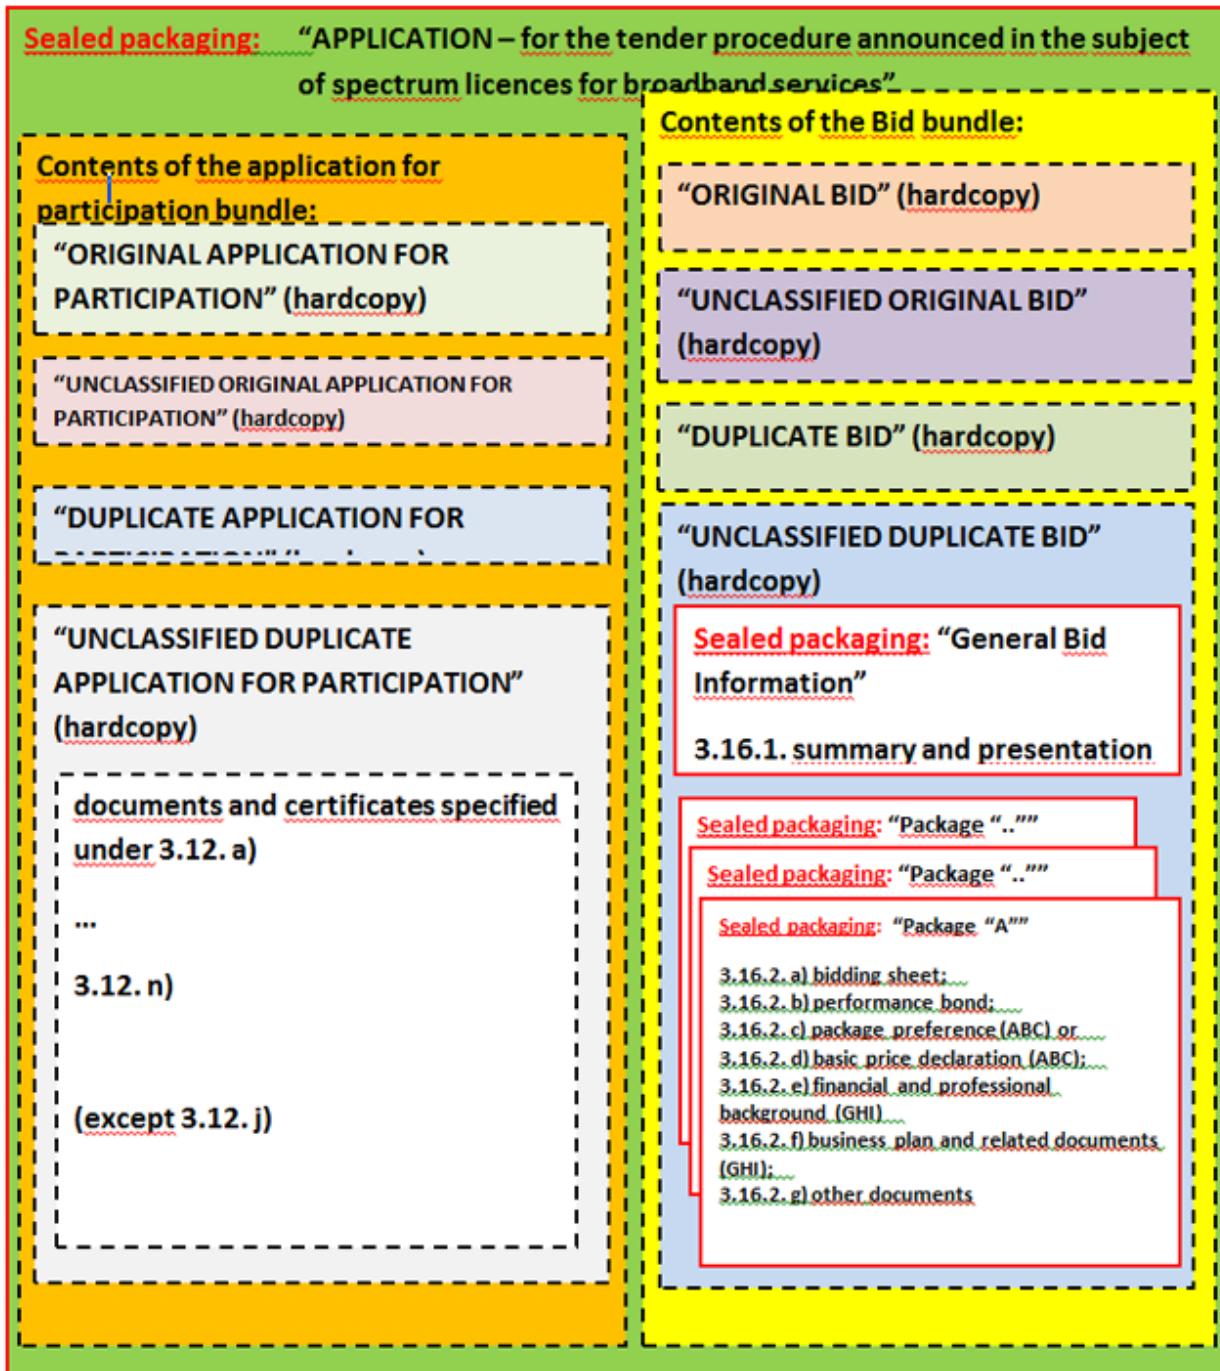 Sealed packaging: “APPLICATION – for the tender procedure announced in the subject
of spectrum licences for broadband services”
Contents of the application for
participation bundle:
“ORIGINAL APPLICATION FOR
PARTICIPATION” (hardcopy)
“UNCLASSIFIED ORIGINAL APPLICATION FOR
PARTICIPATION” (hardcopy)
“DUPLICATE APPLICATION FOR
“UNCLASSIFIED DUPLICATE
APPLICATION FOR PARTICIPATION”
(hardcopy)
documents and certificates specified
under 3.12. a)
...
3.12. n)
(except 3.12. j)
Contents of the Bid bundle:
“ORIGINAL BID” (hardcopy)
“UNCLASSIFIED ORIGINAL BID”
(hardcopy)
“DUPLICATE BID” (hardcopy)
“UNCLASSIFIED DUPLICATE BID”
(hardcopy)
Sealed packaging: “General Bid
Information”
3.16.1. summary and presentation
Sealed packaging: “Package “..””
Sealed packaging: “Package “..””
Sealed packaging: “Package “A””
3.16.2. a) bidding sheet;
3.16.2. b) performance bond;
3.16.2. c) package preference (ABC) or
3.16.2. d) basic price declaration (ABC);
3.16.2. e) financial and professional
background (GHI)
3.16.2. f) business plan and related documents
(GHI);
3.16.2. g) other documents